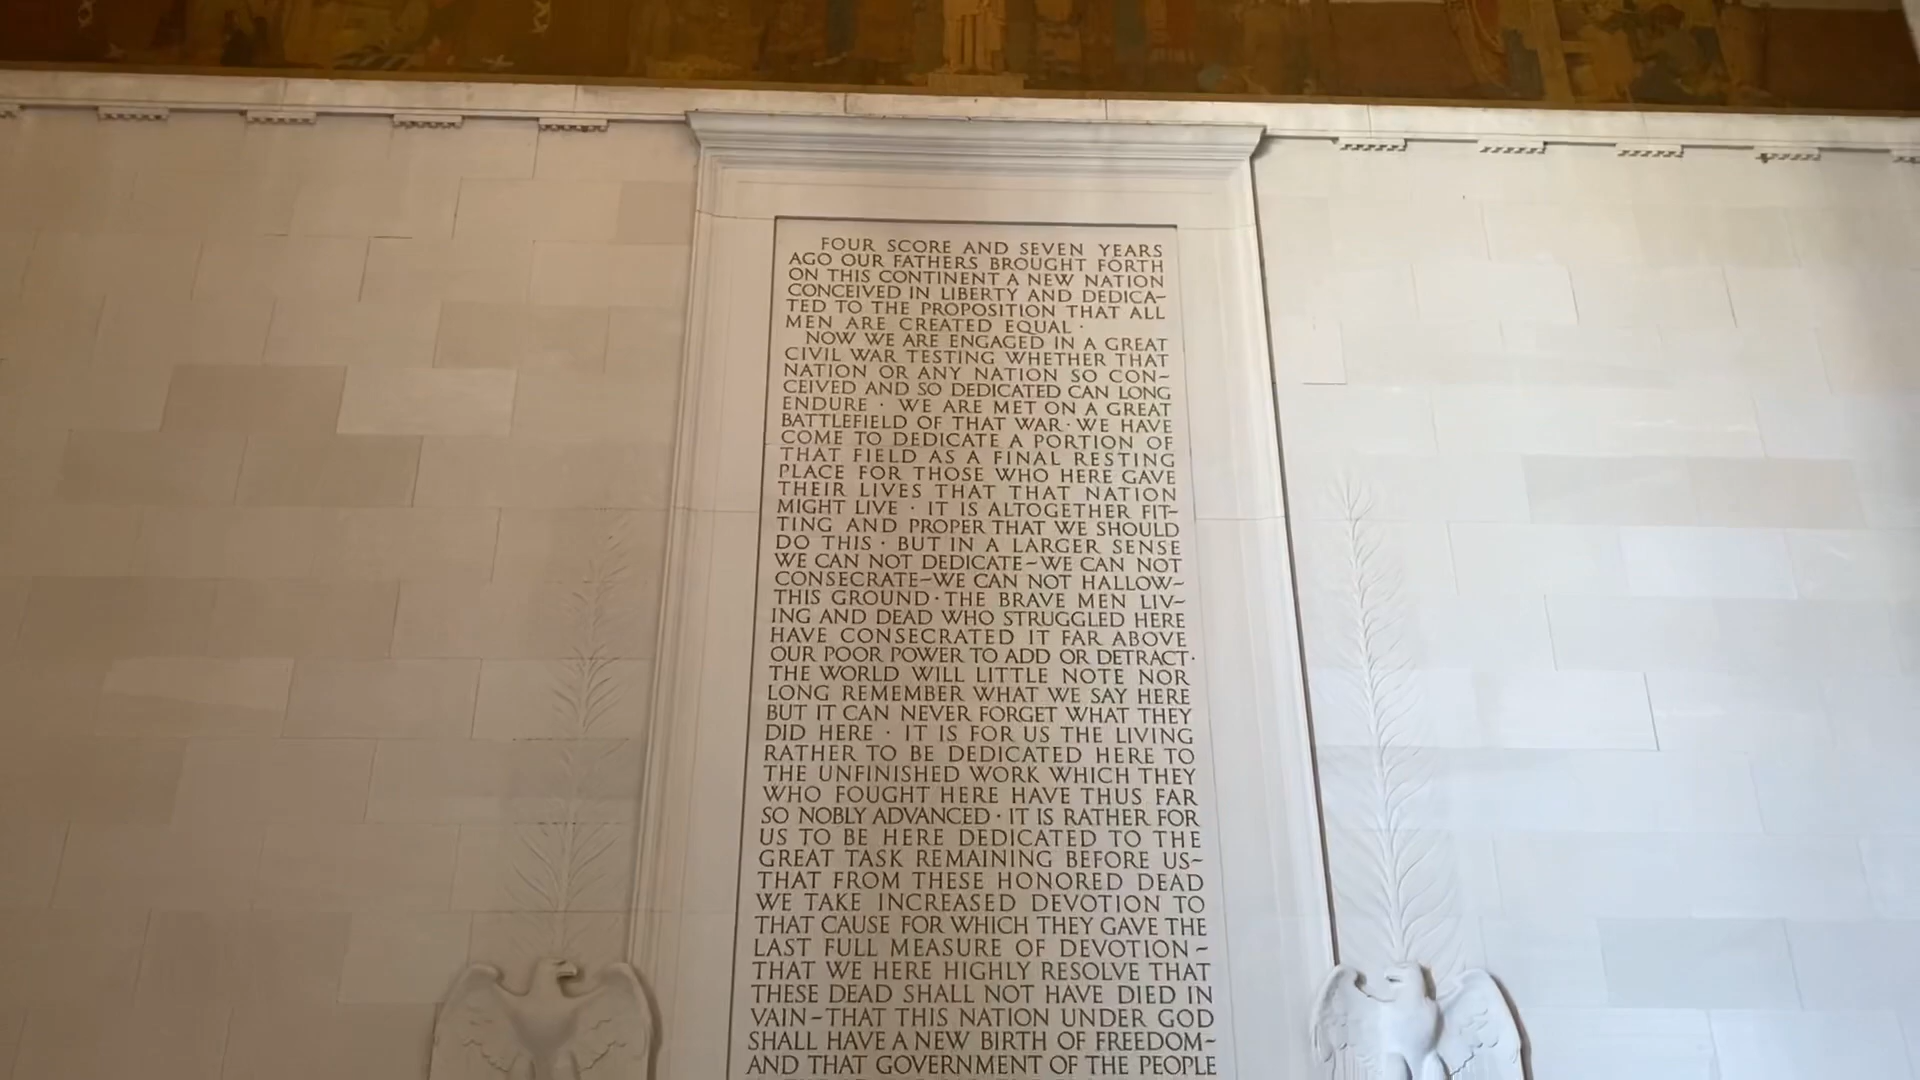 FOUR SCORE AND SEVEN YEARS
AGO OUR FATHERS BROUGHT FORTH
ON THIS CONTINENT A NEW NATION
CONCEIVED IN LIBERTY AND DEDICA-
TED TO THE PROPOSITION THAT ALL
MEN ARE CREATED EQUAL ·
NOW WE ARE ENGAGED IN A GREAT
CIVIL WAR TESTING WHETHER THAT
NATION OR ANY NATION SO CON-
CEIVED AND SO DEDICATED CAN LONG
ENDURE · WE ARE MET ON A GREAT
BATTLEFIELD OF THAT WAR · WE HAVE
COME TO DEDICATE A PORTION OF
THAT FIELD AS A FINAL RESTING
PLACE FOR THOSE WHO HERE GAVE
THEIR LIVES THAT THAT NATION
MIGHT LIVE · IT IS ALTOGETHER FIT-
TING AND PROPER THAT WE SHOULD
DO THIS · BUT IN A LARGER SENSE
WE CAN NOT DEDICATE-WE CAN NOT
CONSECRATE-WE CAN NOT HALLOW-
THIS GROUND · THE BRAVE MEN LIV-
ING AND DEAD WHO STRUGGLED HERE
HAVE CONSECRATED IT FAR ABOVE
OUR POOR POWER TO ADD OR DETRACT ·
THE WORLD WILL LITTLE NOTE NOR
LONG REMEMBER WHAT WE SAY HERE
BUT IT CAN NEVER FORGET WHAT THEY
DID HERE · IT IS FOR US THE LIVING
RATHER TO BE DEDICATED HERE TO
THE UNFINISHED WORK WHICH THEY
WHO FOUGHT HERE HAVE THUS FAR
SO NOBLY ADVANCED · IT IS RATHER FOR
US TO BE HERE DEDICATED TO THE
GREAT TASK REMAINING BEFORE US-
THAT FROM THESE HONORED DEAD
WE TAKE INCREASED DEVOTION TO
THAT CAUSE FOR WHICH THEY GAVE THE
LAST FULL MEASURE OF DEVOTION-
THAT WE HERE HIGHLY RESOLVE THAT
THESE DEAD SHALL NOT HAVE DIED IN
VAIN-THAT THIS NATION UNDER GOD
SHALL HAVE A NEW BIRTH OF FREEDOM-
AND THAT GOVERNMENT OF THE PEOPLE